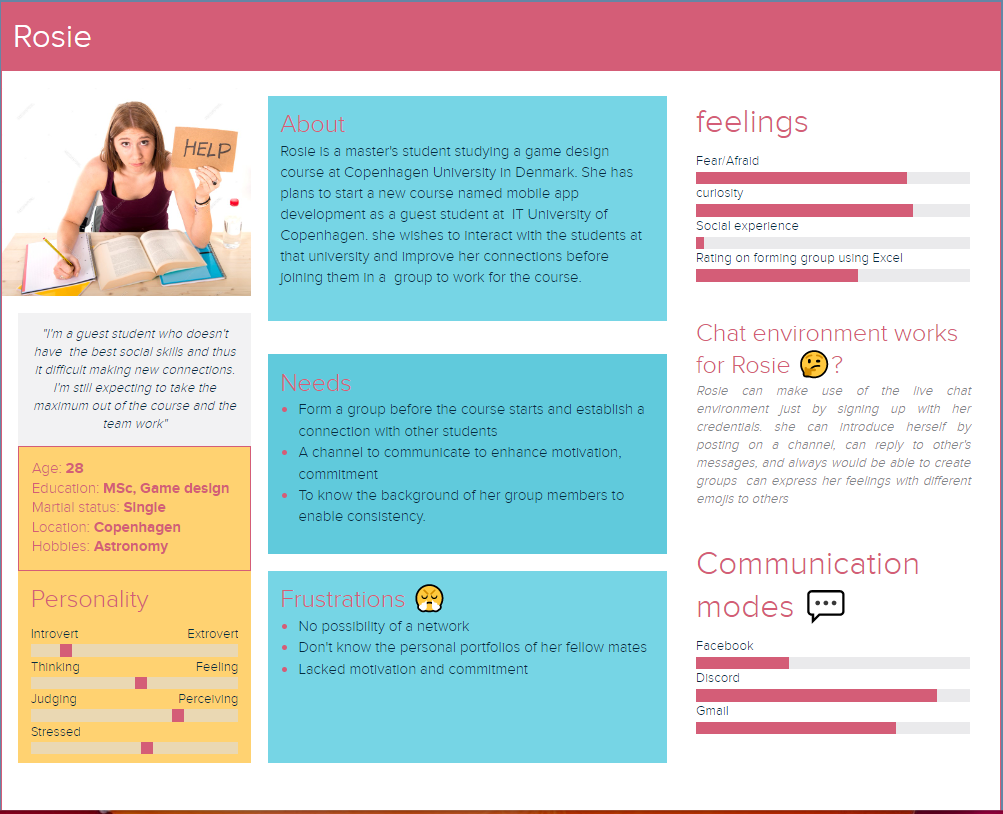 Rosie
HELP
"I'm a guest student who doesn't
have the best social skills and thus
it difficult making new connections.
I'm still expecting to take the
maximum out of the course and the
team work"
Age: 28
Education: MSc, Game design
Martial status: Single
Location: Copenhagen
Hobbies: Astronomy
Personality
Introvert Extrovert
Thinking Feeling
Judging Perceiving
Stressed
About
Rosie is a master's student studying a game design
course at Copenhagen University in Denmark. She has
plans to start a new course named mobile app
development as a guest student at IT University of
Copenhagen. she wishes to interact with the students at
that university and improve her connections before
joining them in a group to work for the course.
Needs
Form a group before the course starts and establish a
connection with other students
A channel to communicate to enhance motivation,
commitment
To know the background of her group members to
enable consistency.
Frustrations 😤
No possibility of a network
Don't know the personal portfolios of her fellow mates
Lacked motivation and commitment
feelings
Fear/Afraid
curiosity
Social experience
Rating on forming group using Excel
Chat environment works
for Rosie 🤔?
Rosie can make use of the live chat
environment just by signing up with her
credentials. she can introduce herself by
posting on a channel, can reply to other's
messages, and always would be able to create
groups can express her feelings with different
emojis to others
Communication
modes 💬
Facebook
Discord
Gmail